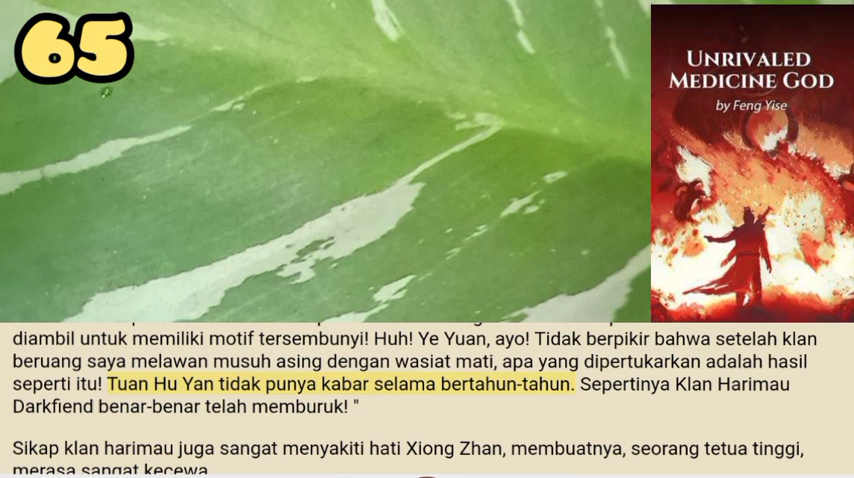 65
UNRIVALED
MEDICINE GOD
by Feng Yise
diambil untuk memiliki motif tersembunyi! Huh! Ye Yuan, ayo! Tidak berpikir bahwa setelah klan
beruang saya melawan musuh asing dengan wasiat mati, apa yang dipertukarkan adalah hasil
seperti itu! Tuan Hu Yan tidak punya kabar selama bertahun-tahun. Sepertinya Klan Harimau
Darkfiend benar-benar telah memburuk! "
Sikap klan harimau juga sangat menyakiti hati Xiong Zhan, membuatnya, seorang tetua tinggi,
merasa sangat kecewa